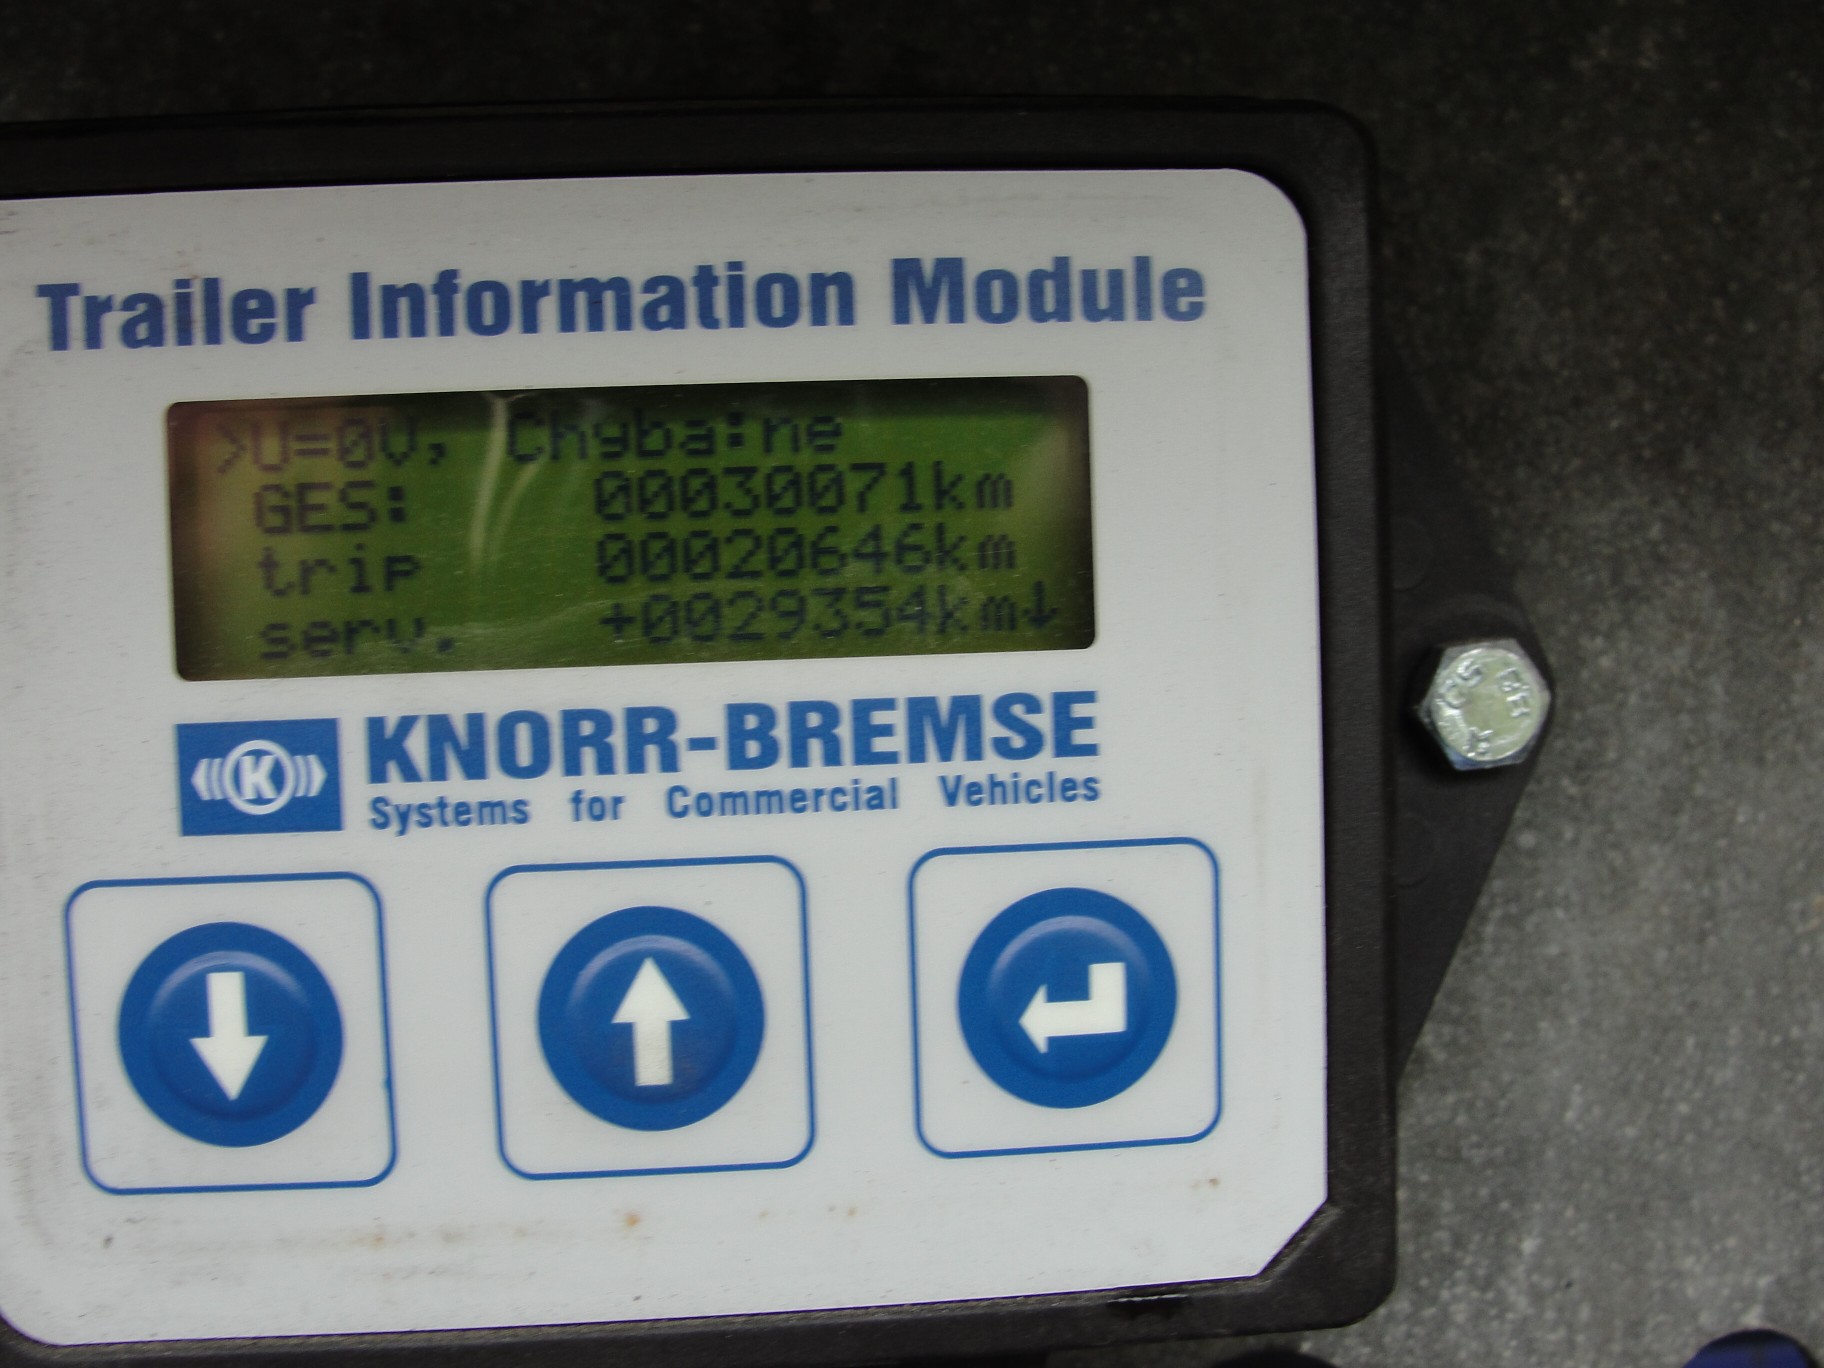 Trailer Information Module
>U=0V, Chyba:ne
GES: 00030071km
trip 00020646km
serv. +0029354km↓
K
KNORR-BREMSE
Systems for Commercial Vehicles